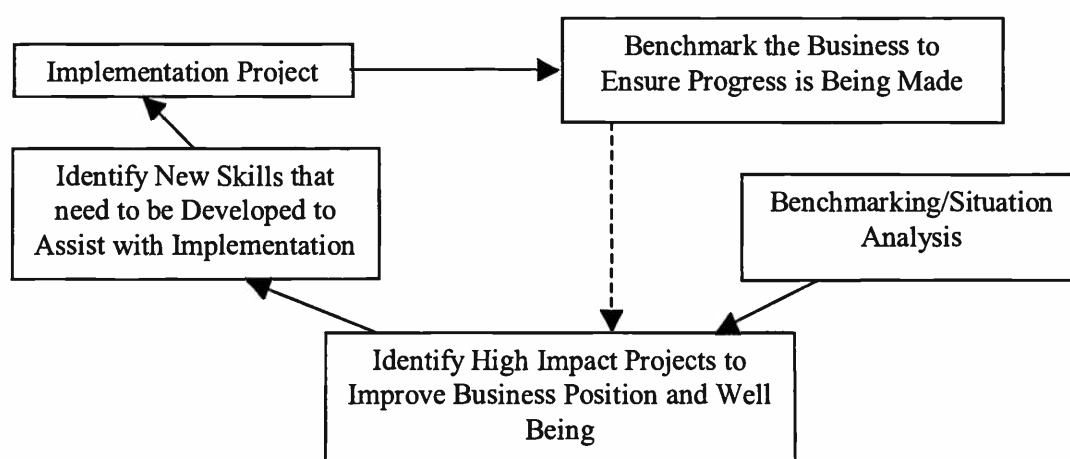 Implementation Project
Benchmark the Business to
Ensure Progress is Being Made
Identify New Skills that
need to be Developed to
Assist with Implementation
Benchmarking/Situation
Analysis
Identify High Impact Projects to
Improve Business Position and Well
Being